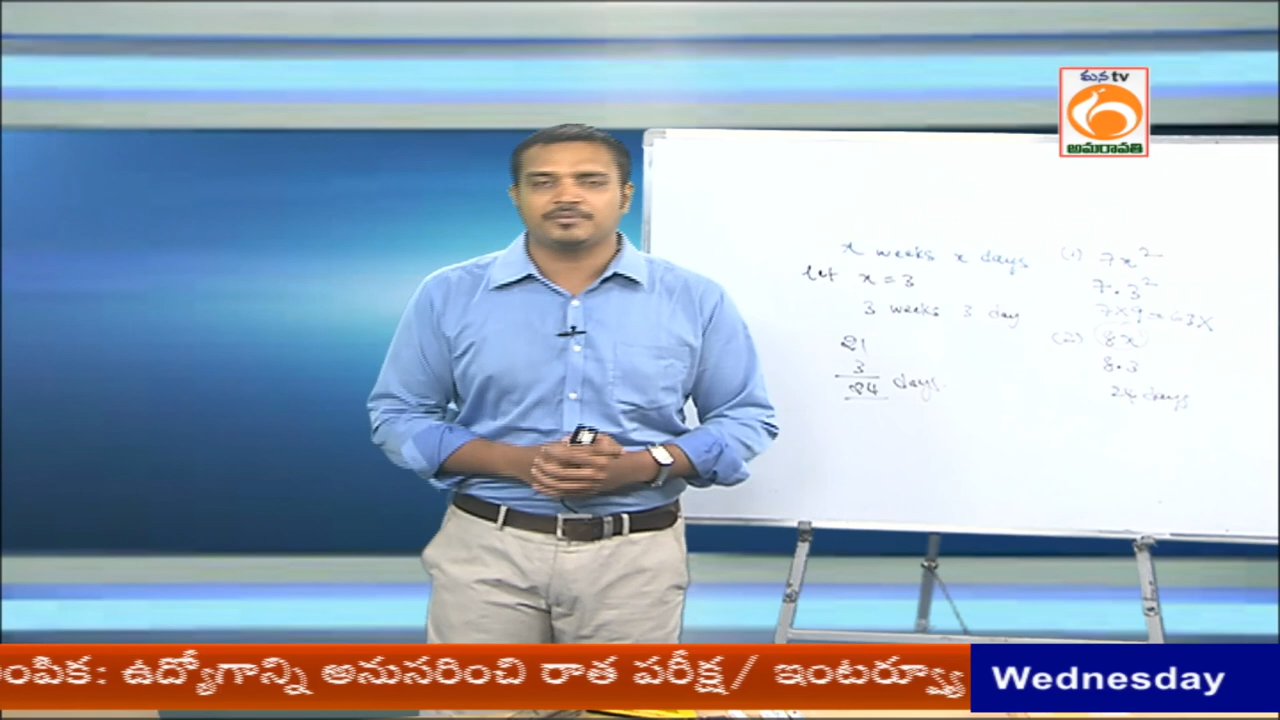 మన tv
అమరావతి
x weeks x days
let x = 3
3 weeks 3 day
21
3
24 days.
(1) 7x²
7.3²
7×9=63X
(2) 8x
8.3
24 days
ంపిక: ఉద్యోగాన్ని అనుసరించి రాత పరీక్ష/ ఇంటర్వ్యూ
Wednesday